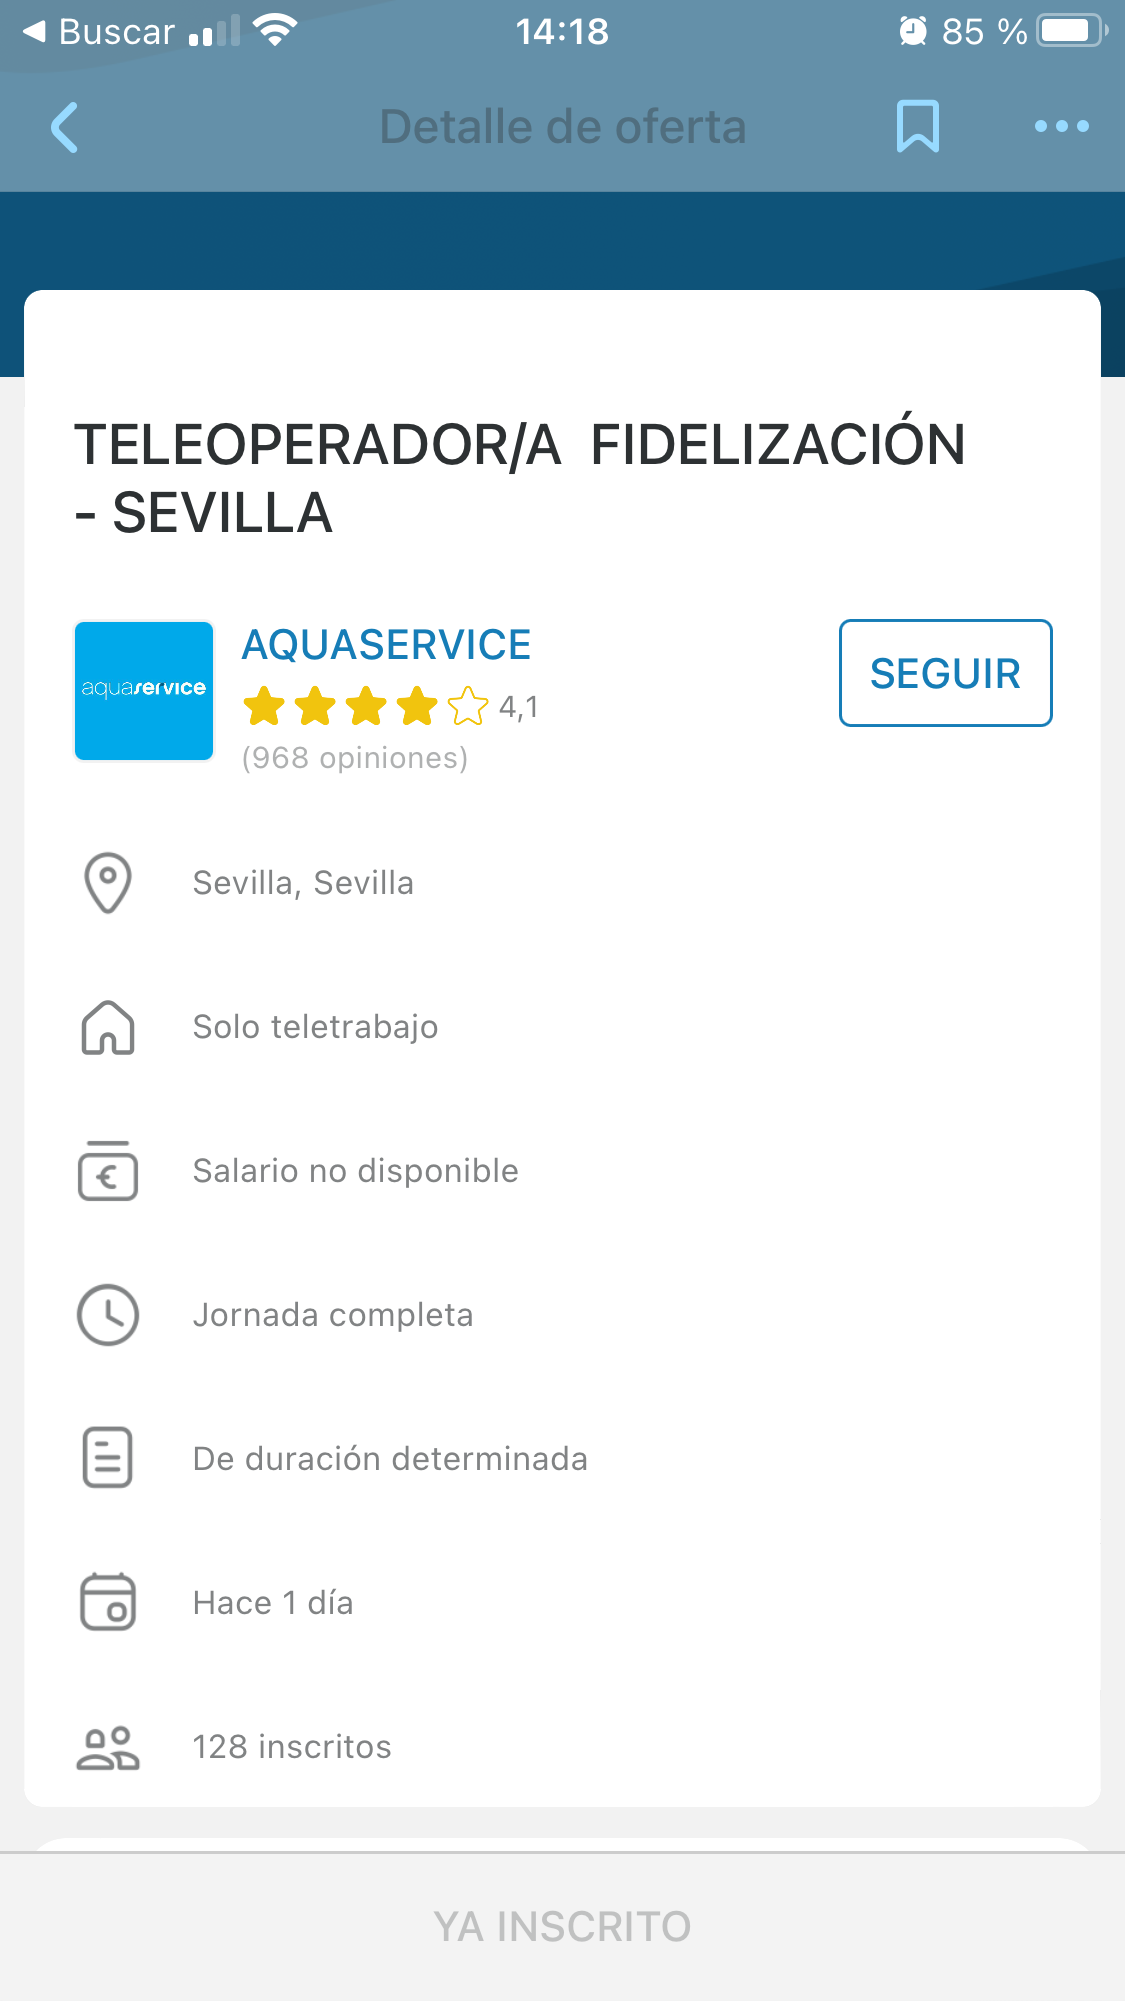 Buscar 14:18 85 %
Detalle de oferta
TELEOPERADOR/A FIDELIZACIÓN
- SEVILLA
aquaservice
AQUASERVICE
SEGUIR
4,1
(968 opiniones)
Sevilla, Sevilla
Solo teletrabajo
€ Salario no disponible
Jornada completa
De duración determinada
Hace 1 día
128 inscritos
YA INSCRITO